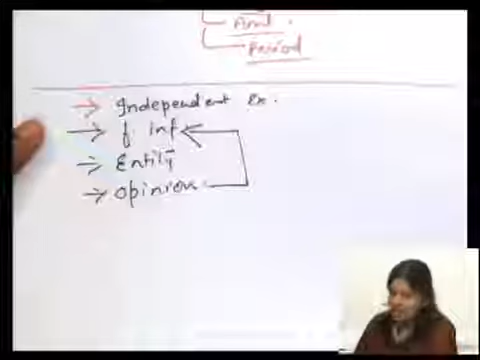 Period
→ Independent Ex.
→ f inf
→ Entity
→ Opinion